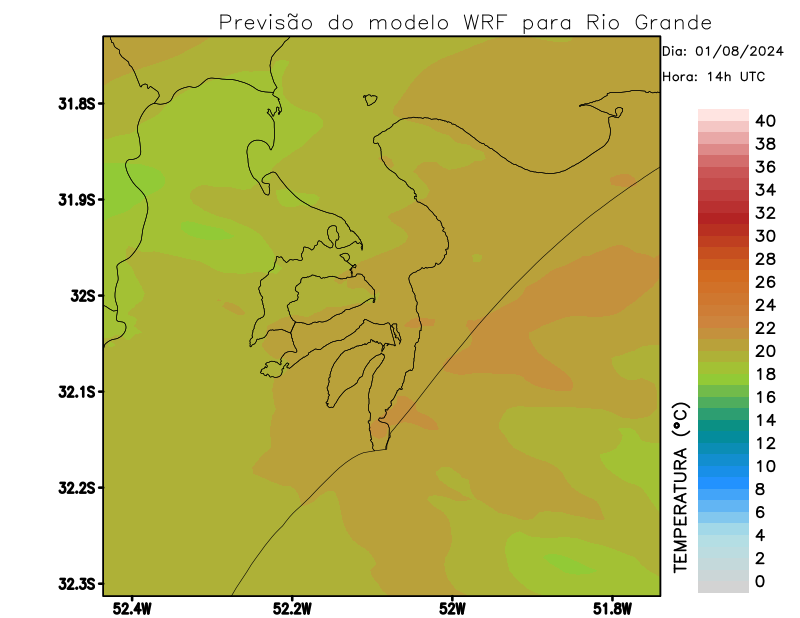 Previsão do modelo WRF para Rio Grande
Dia: 01/08/2024
Hora: 14h UTC
31.8S
31.9S
32S
32.1S
32.2S
32.3S
52.4W
52.2W
52W
51.8W
TEMPERATURA (°C)
40
38
36
34
32
30
28
26
24
22
20
18
16
14
12
10
8
6
4
2
0